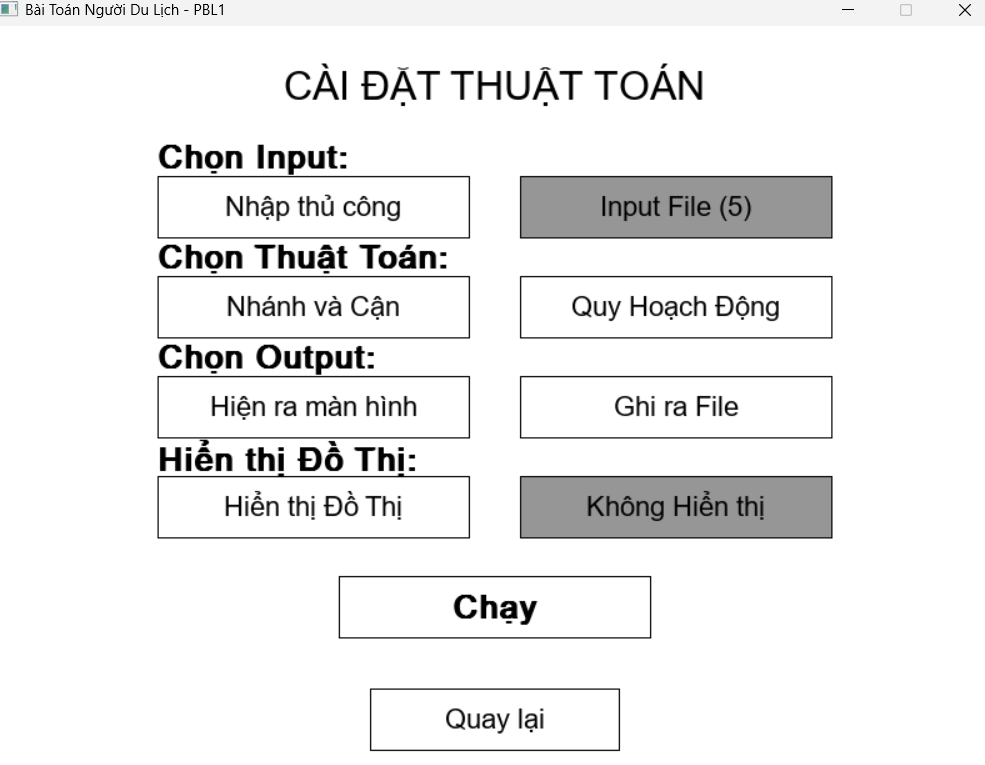 Bài Toán Người Du Lịch - PBL1
CÀI ĐẶT THUẬT TOÁN
Chọn Input:
Nhập thủ công
Input File (5)
Chọn Thuật Toán:
Nhánh và Cận
Quy Hoạch Động
Chọn Output:
Hiện ra màn hình
Ghi ra File
Hiển thị Đồ Thị:
Hiển thị Đồ Thị
Không Hiển thị
Chạy
Quay lại